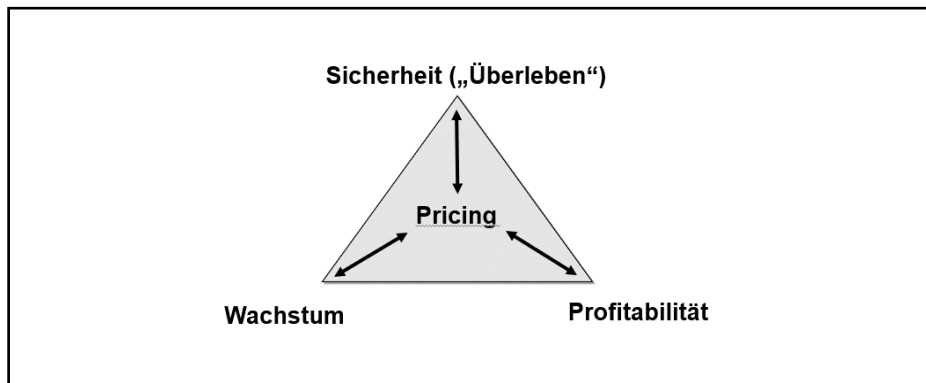 Sicherheit („Überleben“)
Pricing
Wachstum
Profitabilität